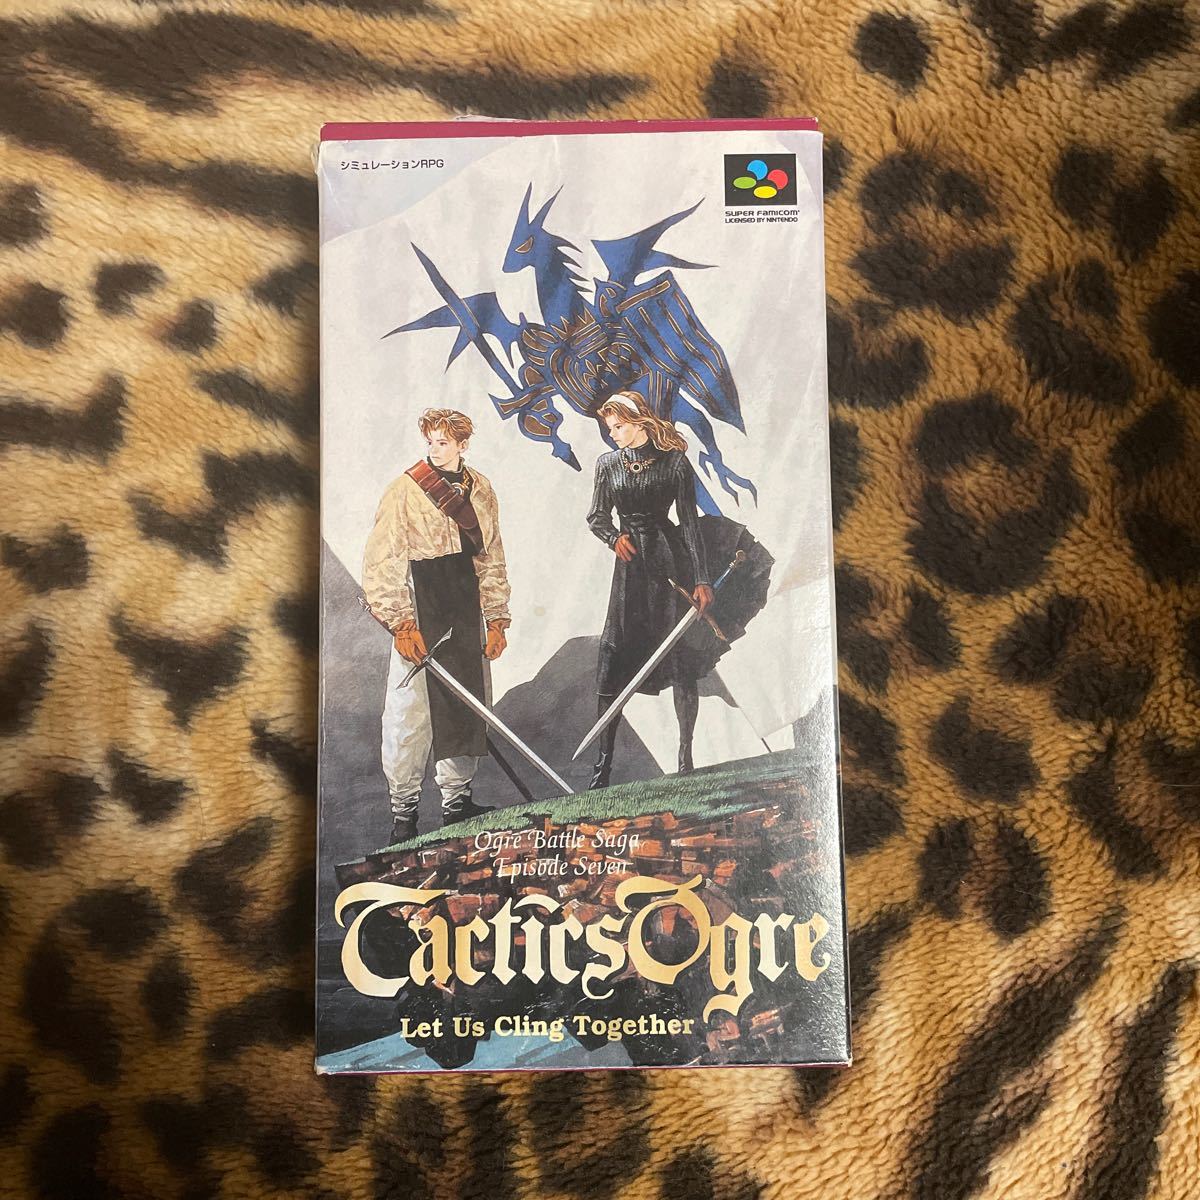 シミュレーションRPG
SUPER FAMICOM
LICENSED BY NINTENDO
Ogre Battle Saga
Episode Seven
Tactics Ogre
Let Us Cling Together